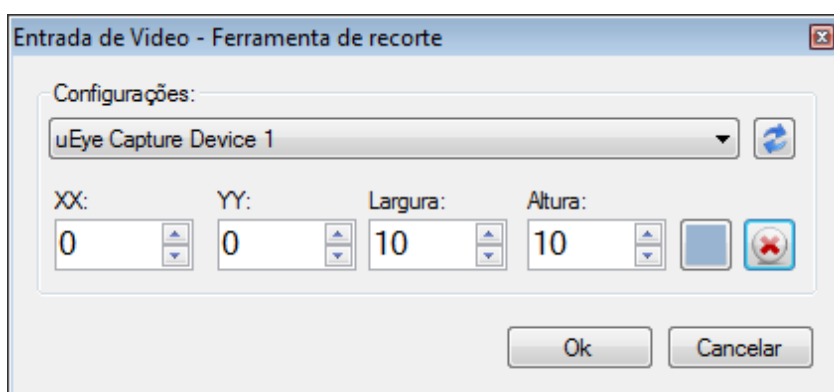 Entrada de Video - Ferramenta de recorte
Configurações:
uEye Capture Device 1
XX: YY: Largura: Altura:
0 0 10 10
Ok Cancelar